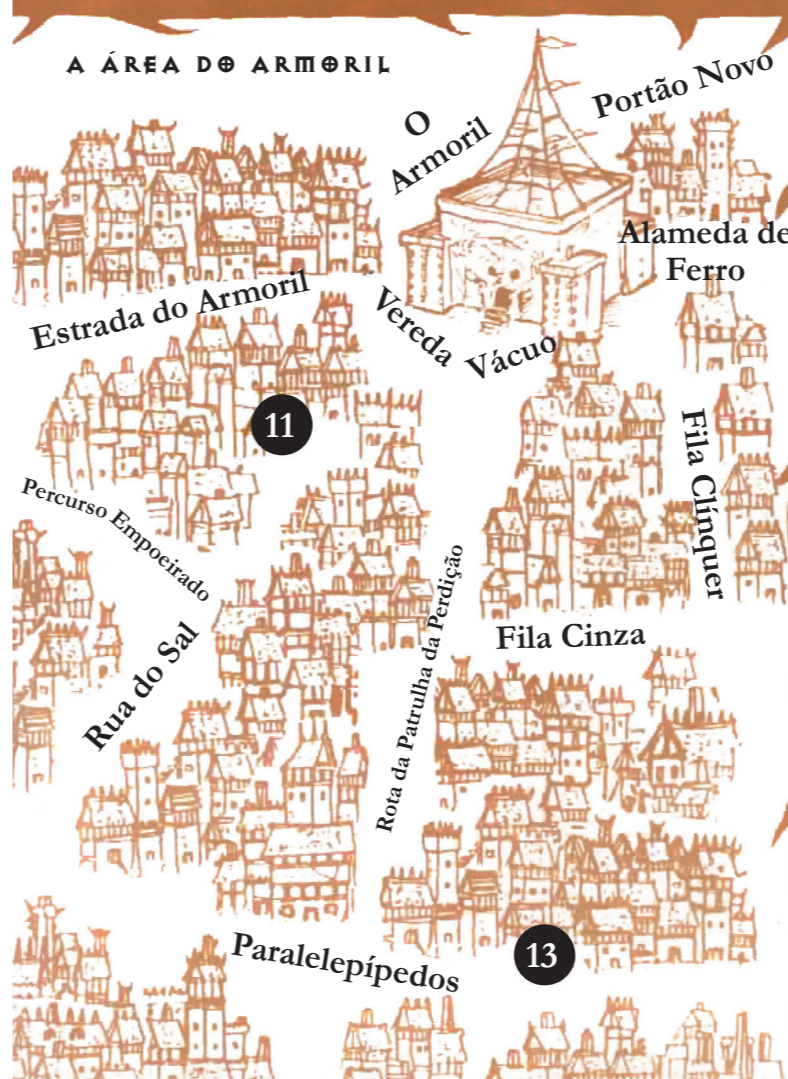 A ÁREA DO ARMORIL
O
Armoril
Portão Novo
Alameda de
Ferro
Estrada do Armoril
Vereda Vácuo
11
Fila Clínquer
Percurso Empoeirado
Rua do Sal
Rota da Patrulha da Perdição
Fila Cinza
Paralelepípedos
13